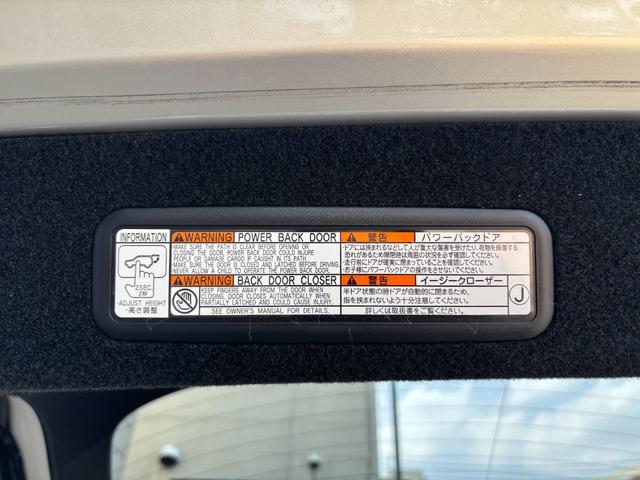 INFORMATION
2SEC.
2秒
・ADJUST HEIGHT
・高さ調整
WARNING POWER BACK DOOR
・MAKE SURE THE PATH IS CLEAR BEFORE OPENING OR
CLOSING THE DOOR. POWER BACK DOOR COULD INJURE
PEOPLE OR DAMAGE CARGO IF CAUGHT IN ITS PATH.
・MAKE SURE THE DOOR IS CLOSED AND LATCHED BEFORE DRIVING.
・NEVER ALLOW A CHILD TO OPERATE THE POWER BACK DOOR.
WARNING BACK DOOR CLOSER
KEEP FINGERS AWAY FROM THE DOOR WHEN
CLOSING. DOOR CLOSES AUTOMATICALLY WHEN
PARTIALLY LATCHED AND COULD CAUSE INJURY.
SEE OWNER'S MANUAL FOR DETAILS.
警告 パワーバックドア
・ドアには挟まれるなどして人が重大な傷害を受けたり、荷物を損傷する
恐れがあるため開閉時は周囲の状況を必ず確認してください。
・走行前にドアが確実に閉まっていることを確認してください。
・お子様にパワーバックドアの操作をさせないでください。
警告 イージークローザー
半ドア状態の時ドアが自動的に閉まるため、
指を挟まれないよう十分注意してください。
詳しくは取扱書をご覧ください。
J